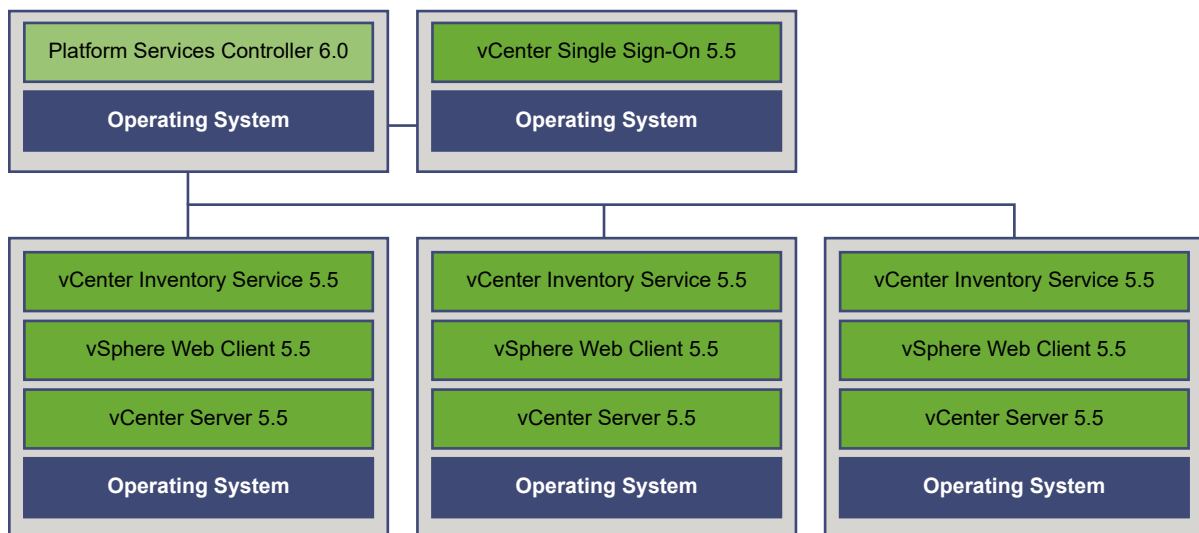 Platform Services Controller 6.0
Operating System
vCenter Single Sign-On 5.5
Operating System
vCenter Inventory Service 5.5
vSphere Web Client 5.5
vCenter Server 5.5
Operating System
vCenter Inventory Service 5.5
vSphere Web Client 5.5
vCenter Server 5.5
Operating System
vCenter Inventory Service 5.5
vSphere Web Client 5.5
vCenter Server 5.5
Operating System